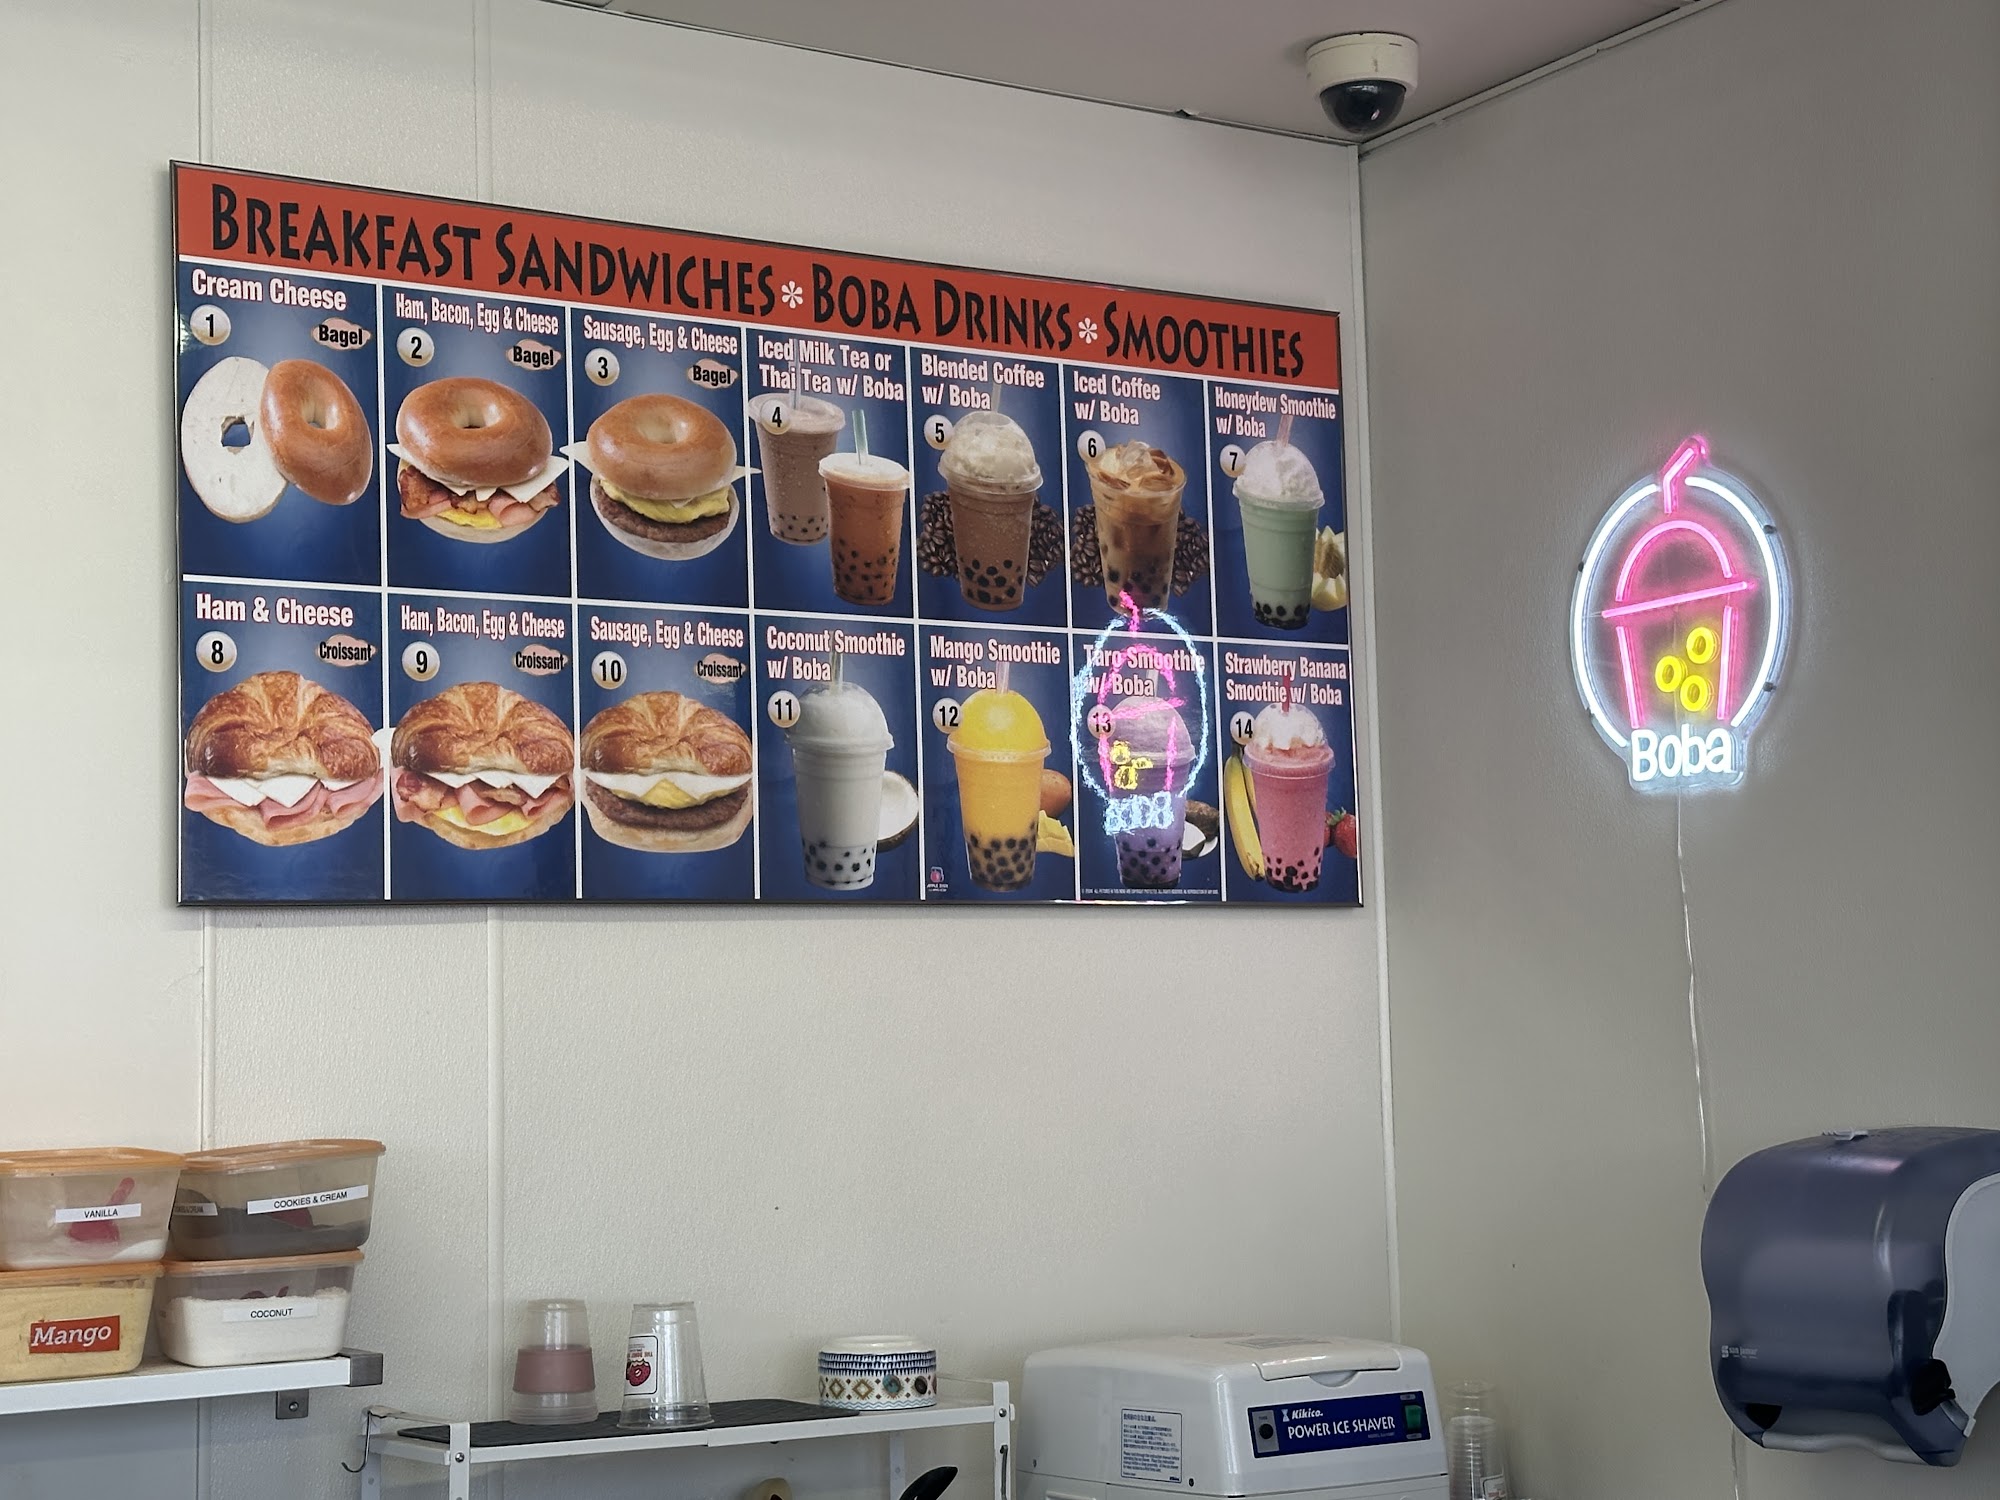 BREAKFAST SANDWICHES * BOBA DRINKS * SMOOTHIES
Cream Cheese
1
Bagel
Ham, Bacon, Egg & Cheese
2
Bagel
Sausage, Egg & Cheese
3
Bagel
Iced Milk Tea or
Thai Tea w/ Boba
4
Blended Coffee
w/ Boba
5
Iced Coffee
w/ Boba
6
Honeydew Smoothie
w/ Boba
7
Ham & Cheese
8
Croissant
Ham, Bacon, Egg & Cheese
9
Croissant
Sausage, Egg & Cheese
10
Croissant
Coconut Smoothie
w/ Boba
11
Mango Smoothie
w/ Boba
12
Taro Smoothie
w/ Boba
13
Strawberry Banana
Smoothie w/ Boba
14
Boba
VANILLA
COOKIES & CREAM
Mango
COCONUT
Kikico.
POWER ICE SHAVER
san jamar